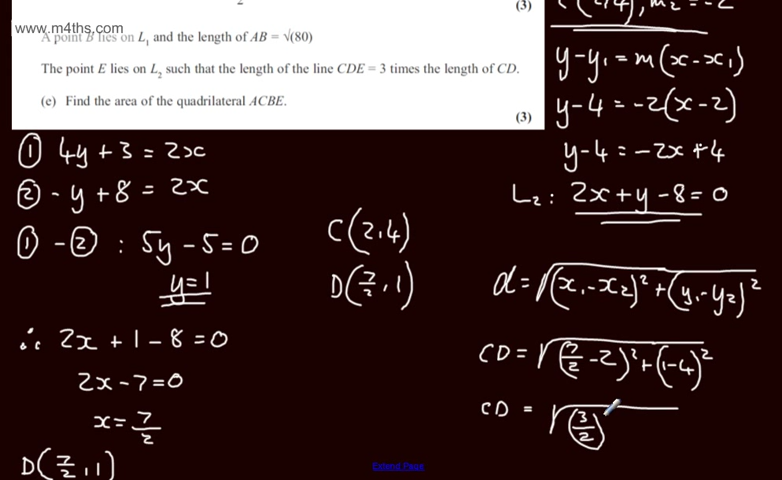 (3)
www.m4ths.com
A point B lies on L₁ and the length of AB = √(80)
The point E lies on L₂ such that the length of the line CDE = 3 times the length of CD.
(e) Find the area of the quadrilateral ACBE.
(3)
y-y₁ = m(x-x₁)
y-4 = -2(x-2)
y-4 = -2x+4
L₂: 2x+y-8=0
① 4y+3 = 2x
② -y+8 = 2x
①-②: 5y-5=0
y=1
∴ 2x+1-8=0
2x-7=0
x=7/2
D(7/2,1)
C(2,4)
D(7/2,1)
d=√(x₁-x₂)²+(y₁-y₂)²
CD=√(7/2-2)²+(1-4)²
CD = √(3/2)
Extend Page